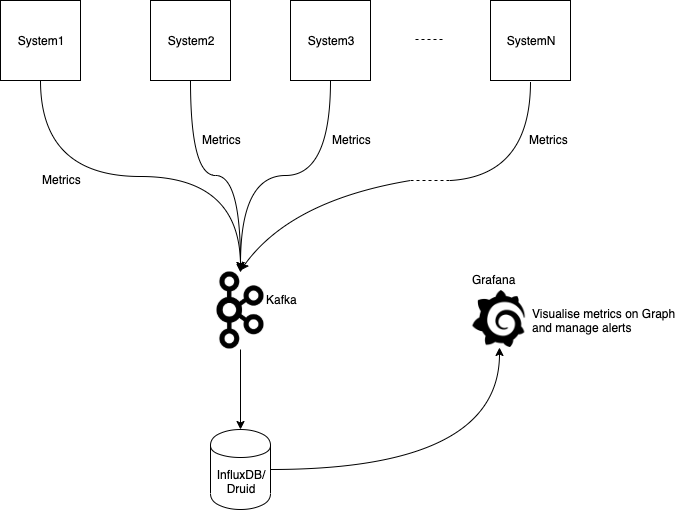 System1
System2
System3
SystemN
Metrics
Metrics
Metrics
Metrics
Grafana
Kafka
Visualise metrics on Graph
and manage alerts
InfluxDB/
Druid